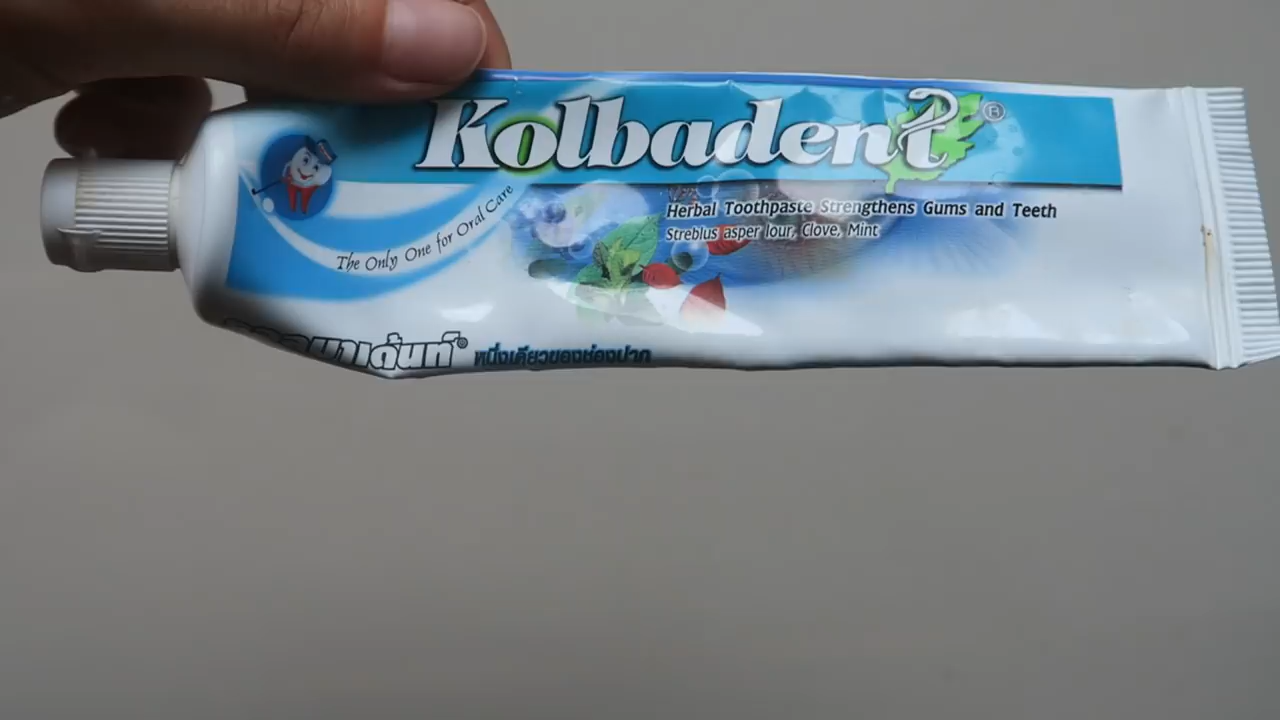 Kolbadent®
The Only One for Oral Care
Herbal Toothpaste Strengthens Gums and Teeth
Streblus asper lour, Clove, Mint
หนึ่งเดียวของช่องปาก